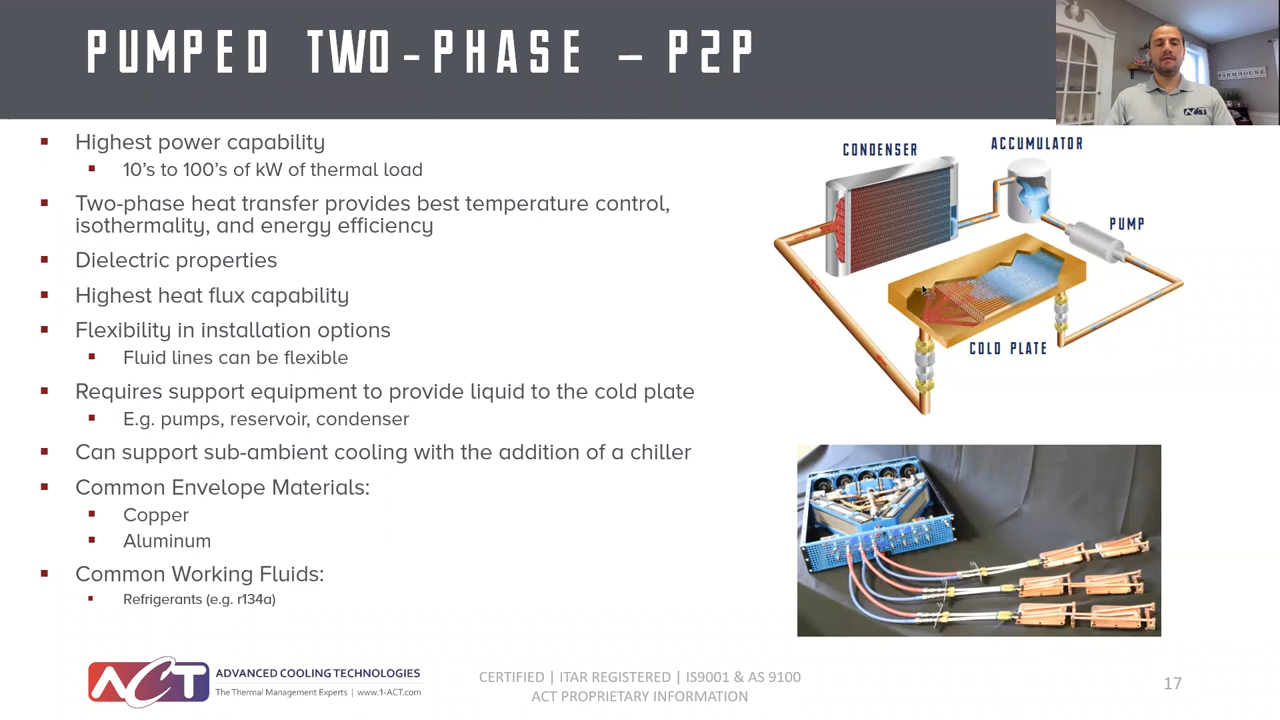 PUMPED TWO-PHASE – P2P
FARMHOUSE
ACT
Highest power capability
10's to 100's of kW of thermal load
Two-phase heat transfer provides best temperature control,
isothermality, and energy efficiency
Dielectric properties
Highest heat flux capability
Flexibility in installation options
Fluid lines can be flexible
Requires support equipment to provide liquid to the cold plate
E.g. pumps, reservoir, condenser
Can support sub-ambient cooling with the addition of a chiller
Common Envelope Materials:
Copper
Aluminum
Common Working Fluids:
Refrigerants (e.g. r134a)
CONDENSER
ACCUMULATOR
PUMP
COLD PLATE
ACT
ADVANCED COOLING TECHNOLOGIES
The Thermal Management Experts | www.1-ACT.com
CERTIFIED | ITAR REGISTERED | IS9001 & AS 9100
ACT PROPRIETARY INFORMATION
17